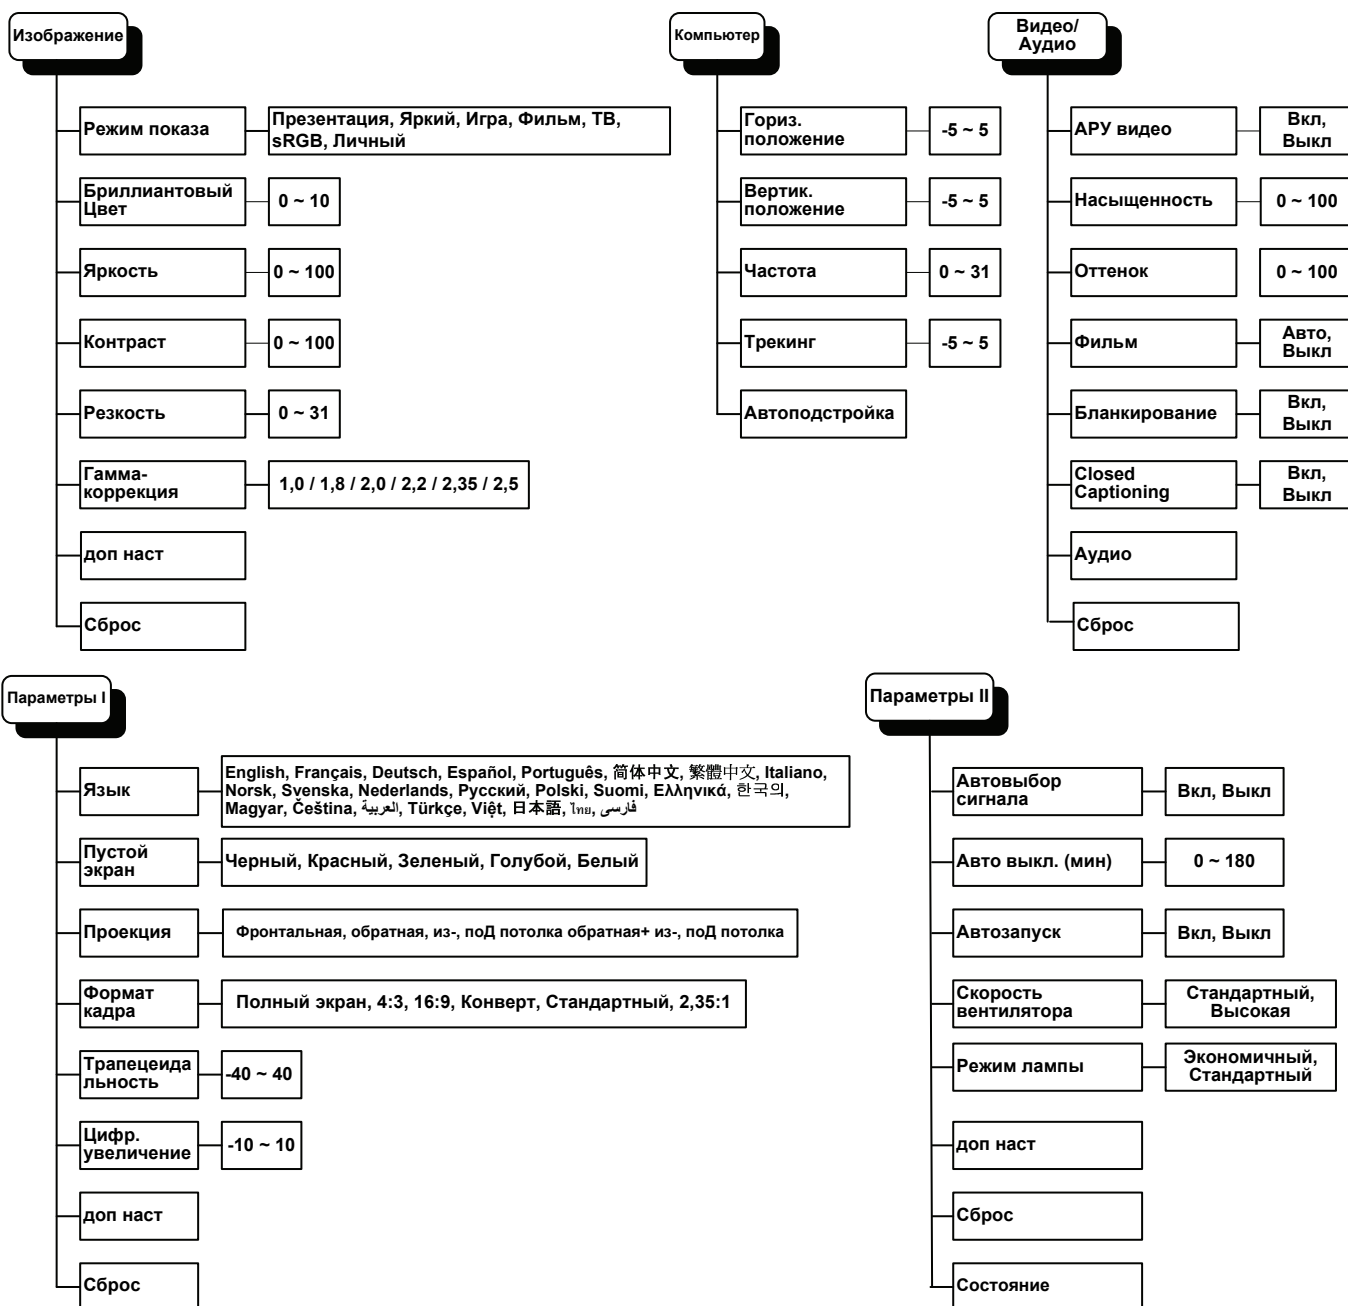 Изображение
Режим показа
Презентация, Яркий, Игра, Фильм, ТВ,
sRGB, Личный
Бриллиантовый
Цвет
0 ~ 10
Яркость
0 ~ 100
Контраст
0 ~ 100
Резкость
0 ~ 31
Гамма-
коррекция
1,0 / 1,8 / 2,0 / 2,2 / 2,35 / 2,5
доп наст
Сброс
Компьютер
Гориз.
положение
-5 ~ 5
Вертик.
положение
-5 ~ 5
Частота
0 ~ 31
Трекинг
-5 ~ 5
Автоподстройка
Видео/
Аудио
АРУ видео
Вкл,
Выкл
Насыщенность
0 ~ 100
Оттенок
0 ~ 100
Фильм
Авто,
Выкл
Бланкирование
Вкл,
Выкл
Closed
Captioning
Вкл,
Выкл
Аудио
Сброс
Параметры I
Язык
English, Français, Deutsch, Español, Português, 简体中文, 繁體中文, Italiano,
Norsk, Svenska, Nederlands, Русский, Polski, Suomi, Ελληνικά, 한국의,
Magyar, Čeština, العربية, Türkçe, Việt, 日本語, ไทย, فارسی
Пустой
экран
Черный, Красный, Зеленый, Голубой, Белый
Проекция
Фронтальная, обратная, из-, поД потолка обратная+ из-, поД потолка
Формат
кадра
Полный экран, 4:3, 16:9, Конверт, Стандартный, 2,35:1
Трапецеида
льность
-40 ~ 40
Цифр.
увеличение
-10 ~ 10
доп наст
Сброс
Параметры II
Автовыбор
сигнала
Вкл, Выкл
Авто выкл. (мин)
0 ~ 180
Автозапуск
Вкл, Выкл
Скорость
вентилятора
Стандартный,
Высокая
Режим лампы
Экономичный,
Стандартный
доп наст
Сброс
Состояние